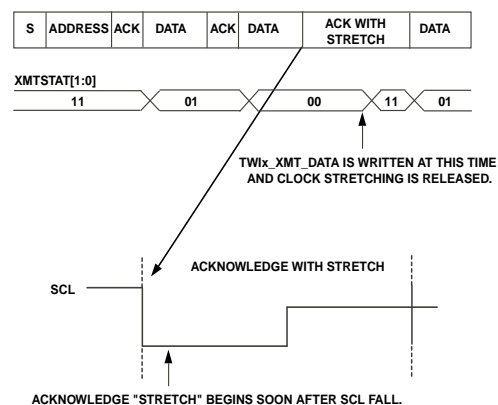 S ADDRESS ACK DATA ACK DATA ACK WITH STRETCH DATA
XMTSTAT[1:0]
11 01 00 11 01
TWIx_XMT_DATA IS WRITTEN AT THIS TIME
AND CLOCK STRETCHING IS RELEASED.
ACKNOWLEDGE WITH STRETCH
SCL
ACKNOWLEDGE "STRETCH" BEGINS SOON AFTER SCL FALL.